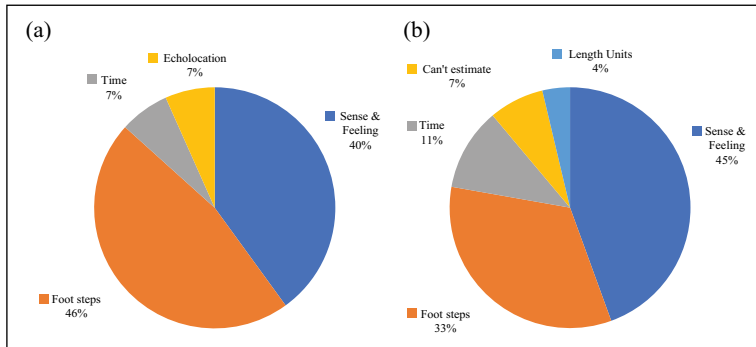 (a)
Echolocation
7%
Time
7%
Sense &
Feeling
40%
Foot steps
46%
(b)
Length Units
4%
Can't estimate
7%
Time
11%
Sense &
Feeling
45%
Foot steps
33%